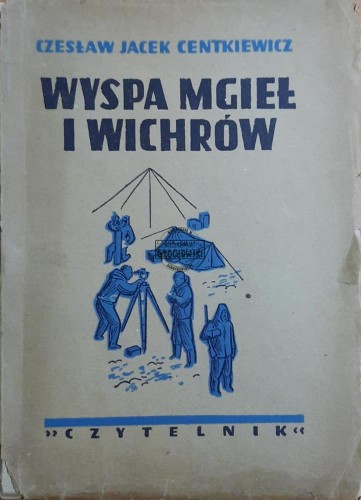 CZESŁAW JACEK CENTKIEWICZ
WYSPA MGIEŁ
I WICHRÓW
»CZYTELNIK«